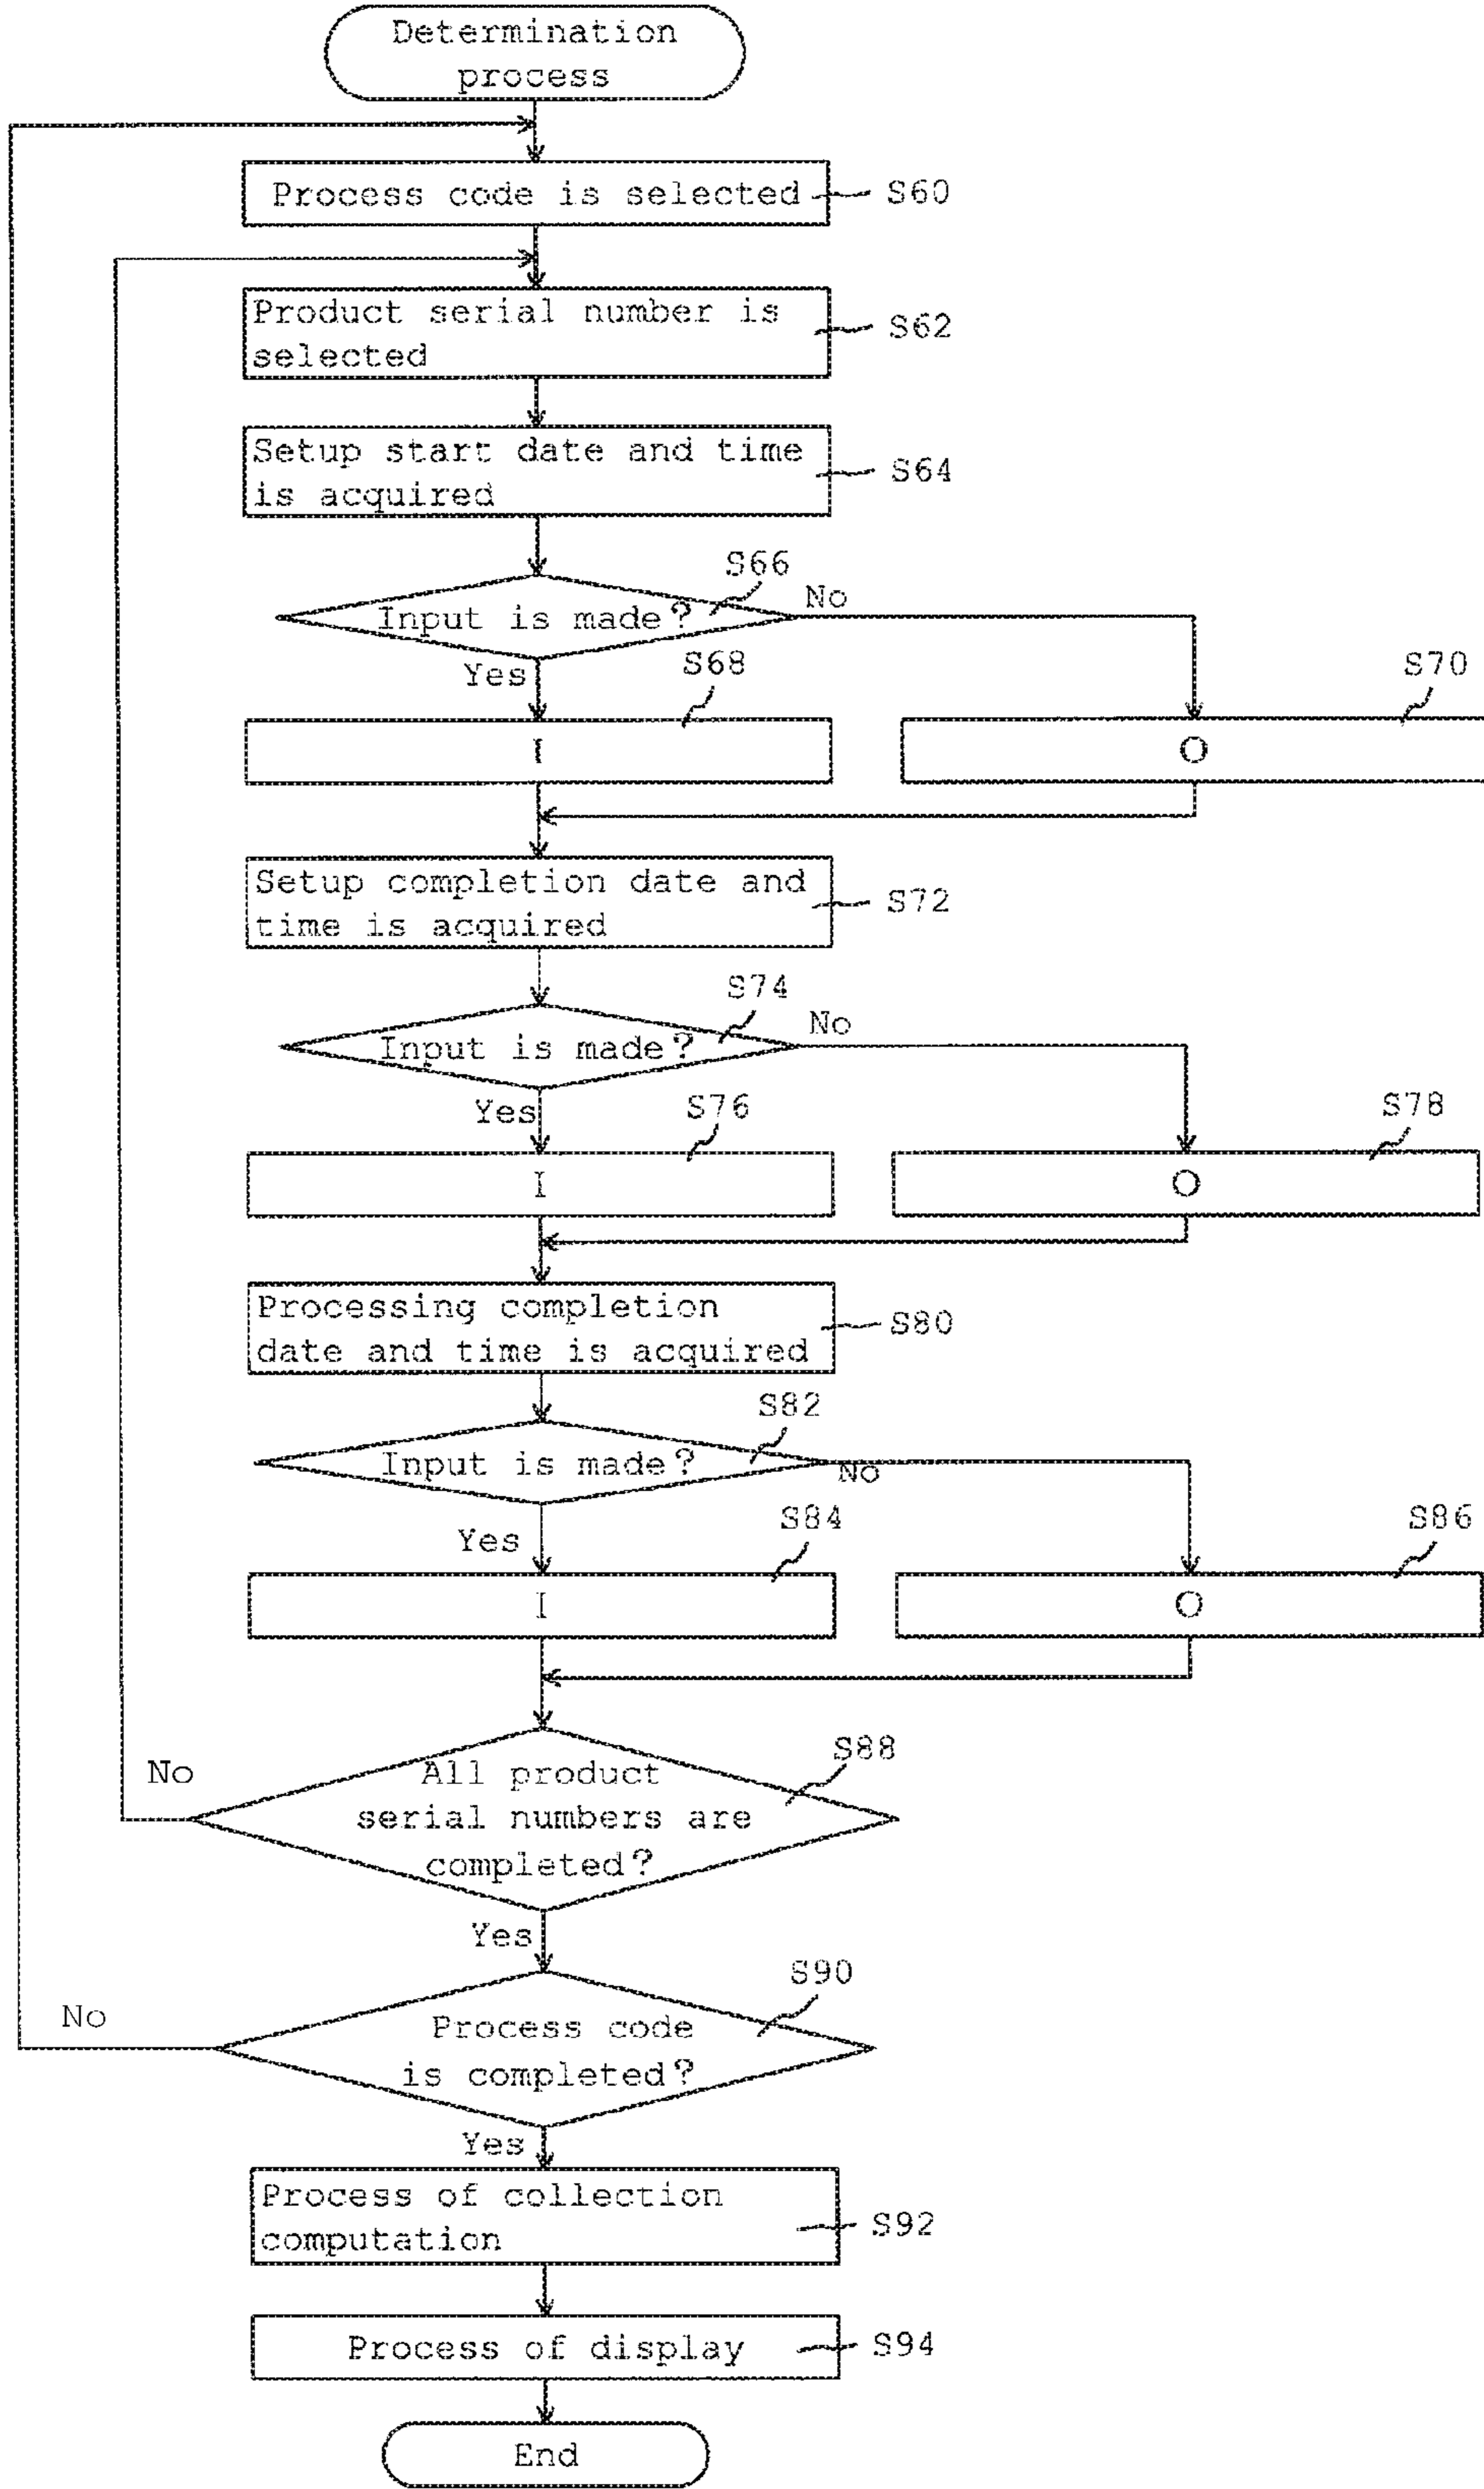 Determination
process
Process code is selected
S60
Product serial number is
selected
S62
Setup start date and time
is acquired
S64
S66
Input is made?
No
Yes
S68
S70
I
O
Setup completion date and
time is acquired
S72
S74
Input is made?
No
Yes
S76
S78
I
O
Processing completion
date and time is acquired
S80
S82
Input is made?
No
Yes
S84
S86
I
O
S88
No
All product
serial numbers are
completed?
Yes
S90
No
Process code
is completed?
Yes
Process of collection
computation
S92
Process of display
S94
End